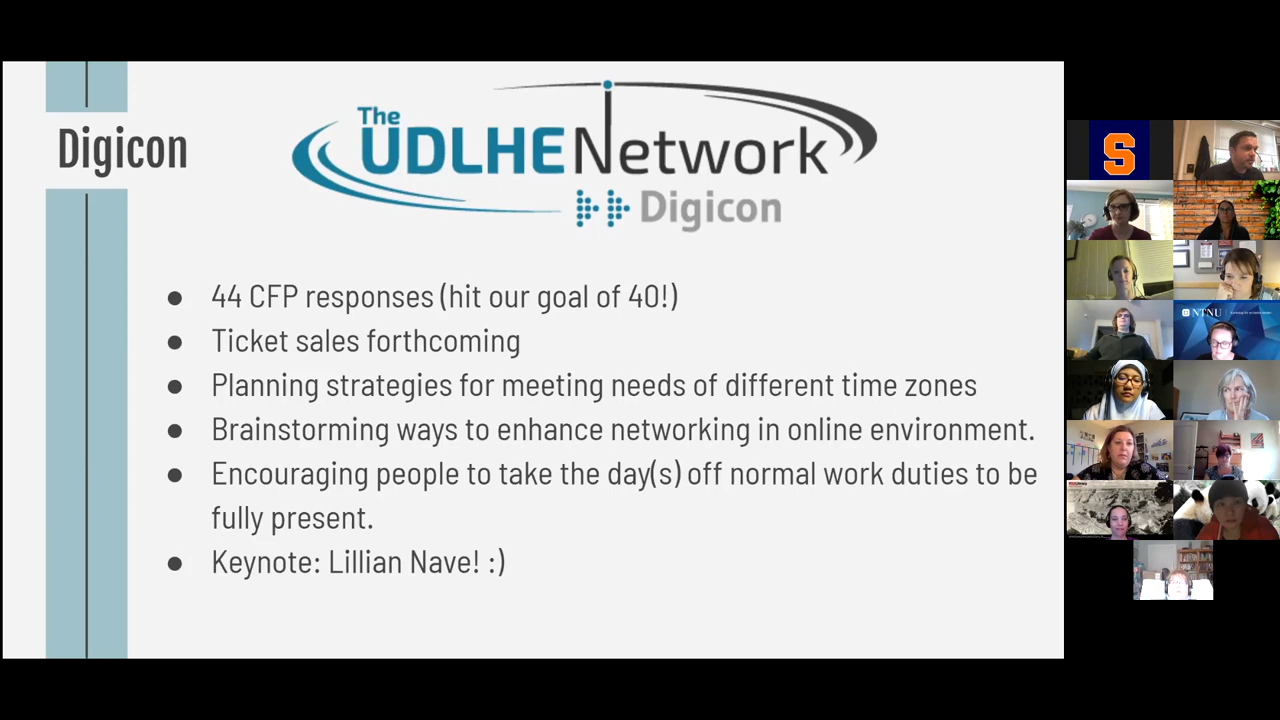 Digicon
The
UDLHE Network
Digicon
● 44 CFP responses (hit our goal of 40!)
● Ticket sales forthcoming
● Planning strategies for meeting needs of different time zones
● Brainstorming ways to enhance networking in online environment.
● Encouraging people to take the day(s) off normal work duties to be
fully present.
● Keynote: Lillian Nave! :)
S
NTNU